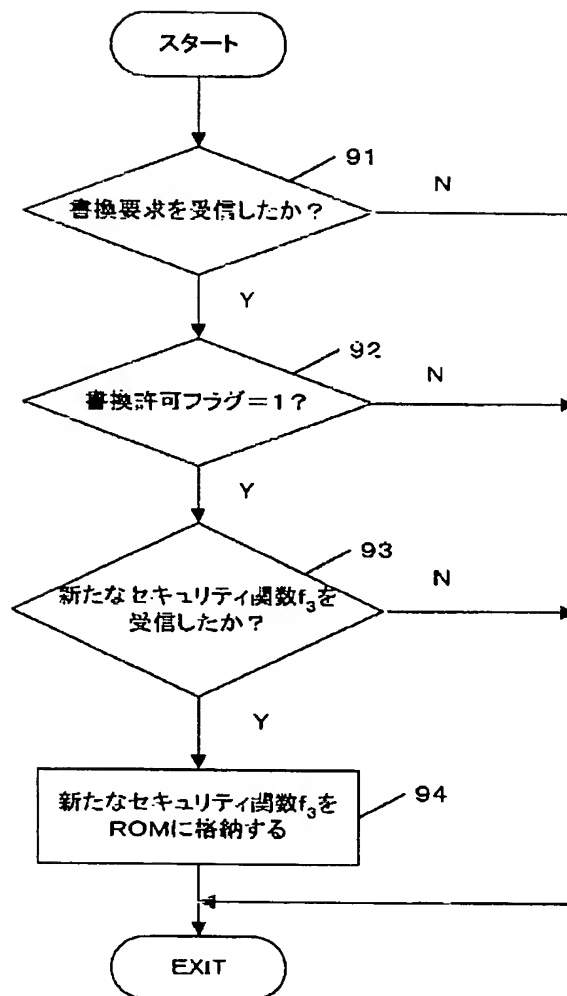 スタート
91
書換要求を受信したか？
N
Y
92
書換許可フラグ＝1？
N
Y
93
新たなセキュリティ関数f₃を
受信したか？
N
Y
新たなセキュリティ関数f₃を
ROMに格納する
94
EXIT